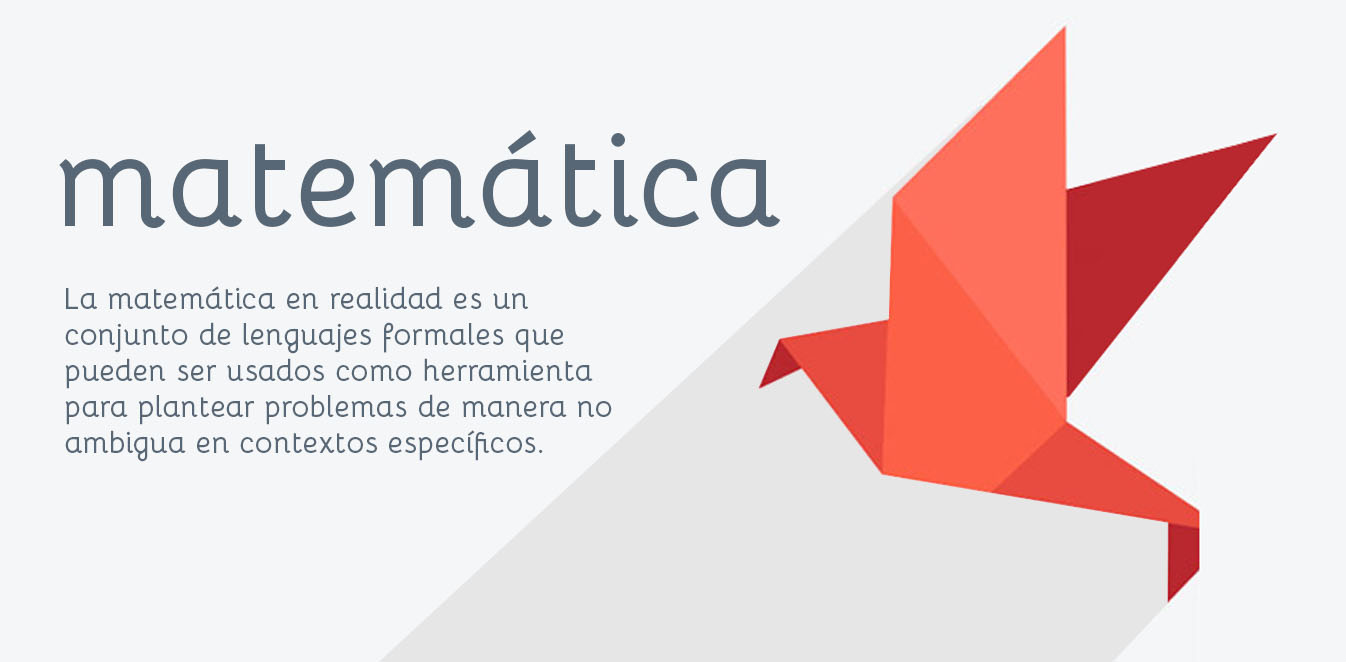 matemática
La matemática en realidad es un
conjunto de lenguajes formales que
pueden ser usados como herramienta
para plantear problemas de manera no
ambigua en contextos específicos.